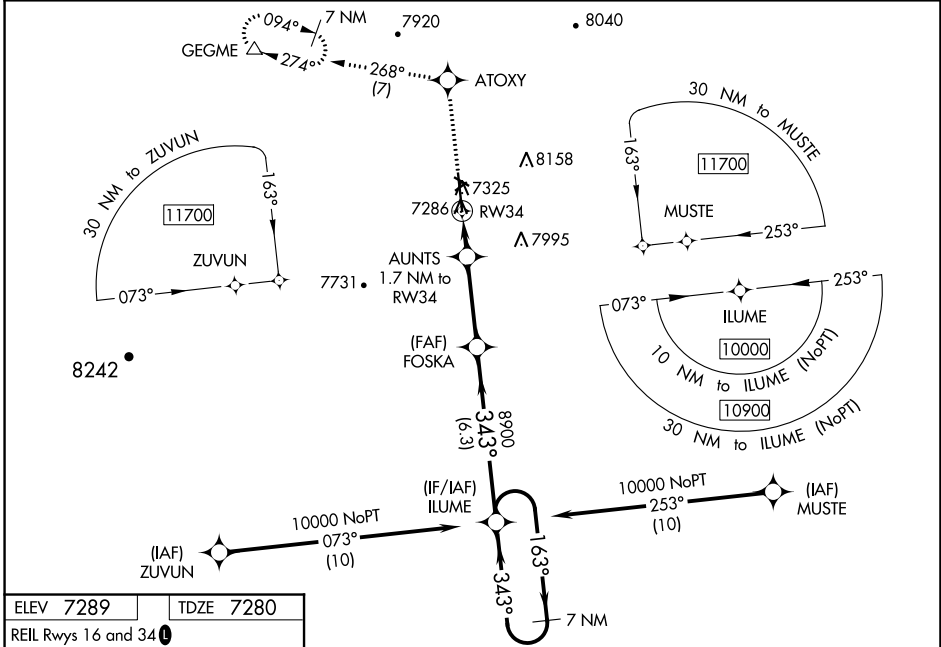 094°
7 NM
7920
8040
GEGME
274°
268°
(7)
ATOXY
30 NM to ZUVUN
163°
11700
ZUVUN
073°
8158
7325
7286
RW34
7995
AUNTS
1.7 NM to
RW34
7731
30 NM to MUSTE
163°
11700
MUSTE
253°
073°
253°
ILUME
10000
10 NM to ILUME (NoPT)
10900
30 NM to ILUME (NoPT)
8242
(FAF)
FOSKA
8900
343°
(6.3)
(IF/IAF)
ILUME
10000 NoPT
073°
(10)
(IAF)
ZUVUN
10000 NoPT
253°
(10)
(IAF)
MUSTE
163°
343°
7 NM
ELEV 7289
TDZE 7280
REIL Rwys 16 and 34 L